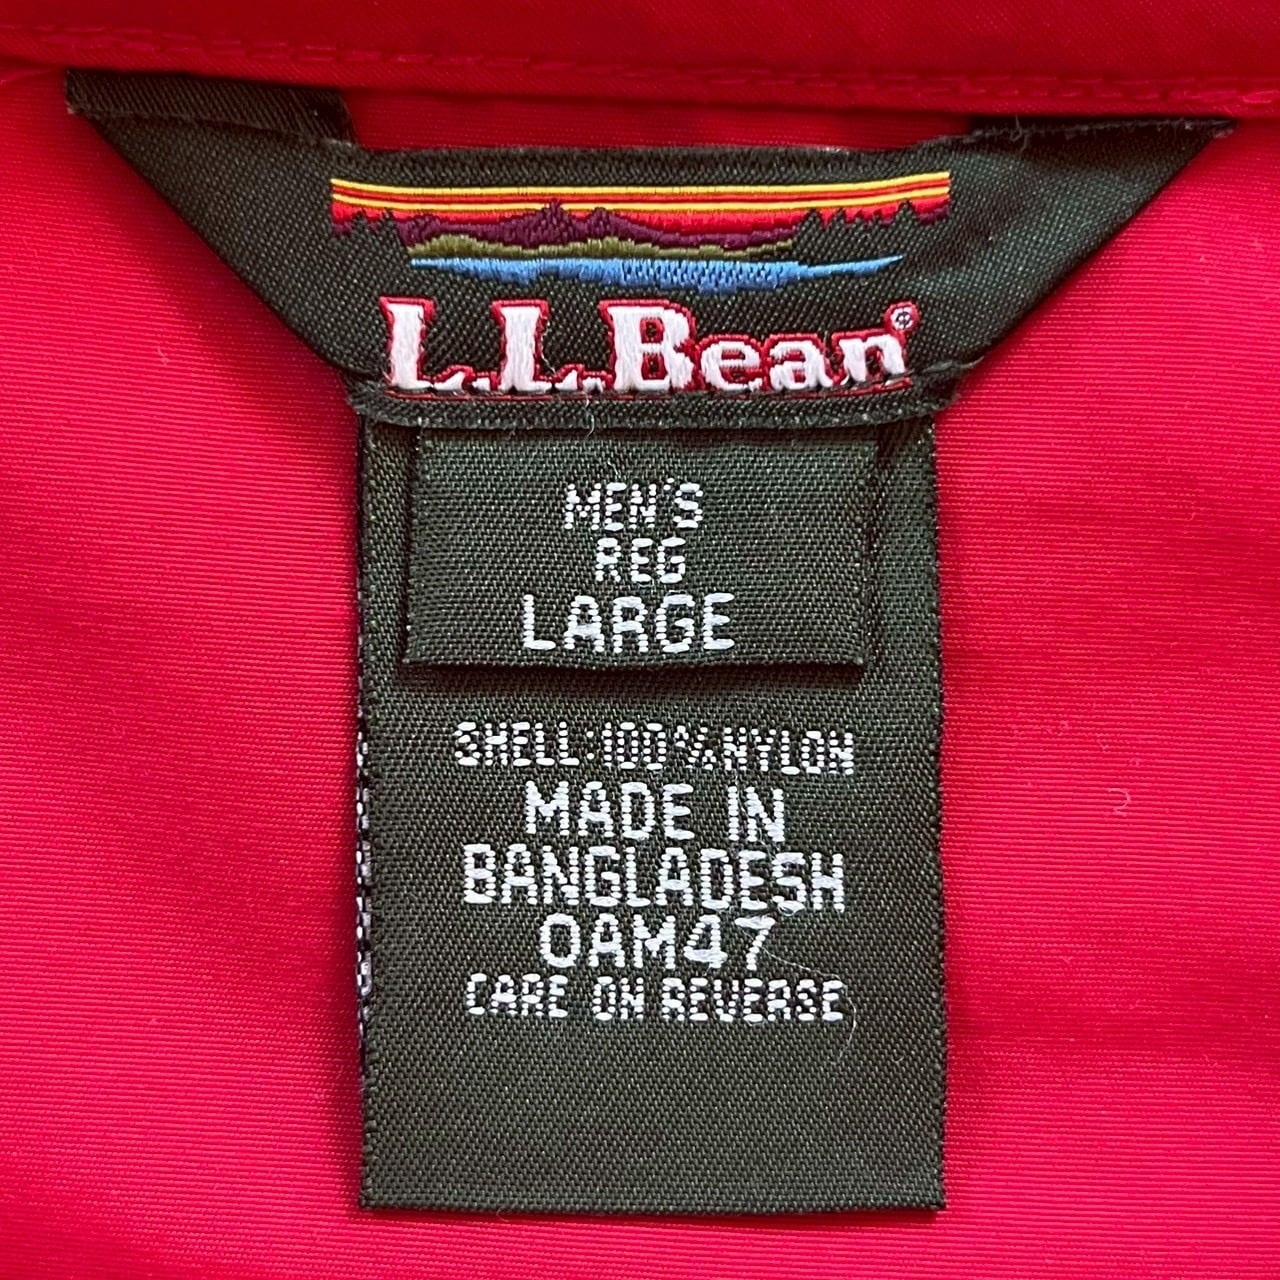 L.L.Bean®
MEN'S
REG
LARGE
SHELL:100%NYLON
MADE IN
BANGLADESH
0AM47
CARE ON REVERSE